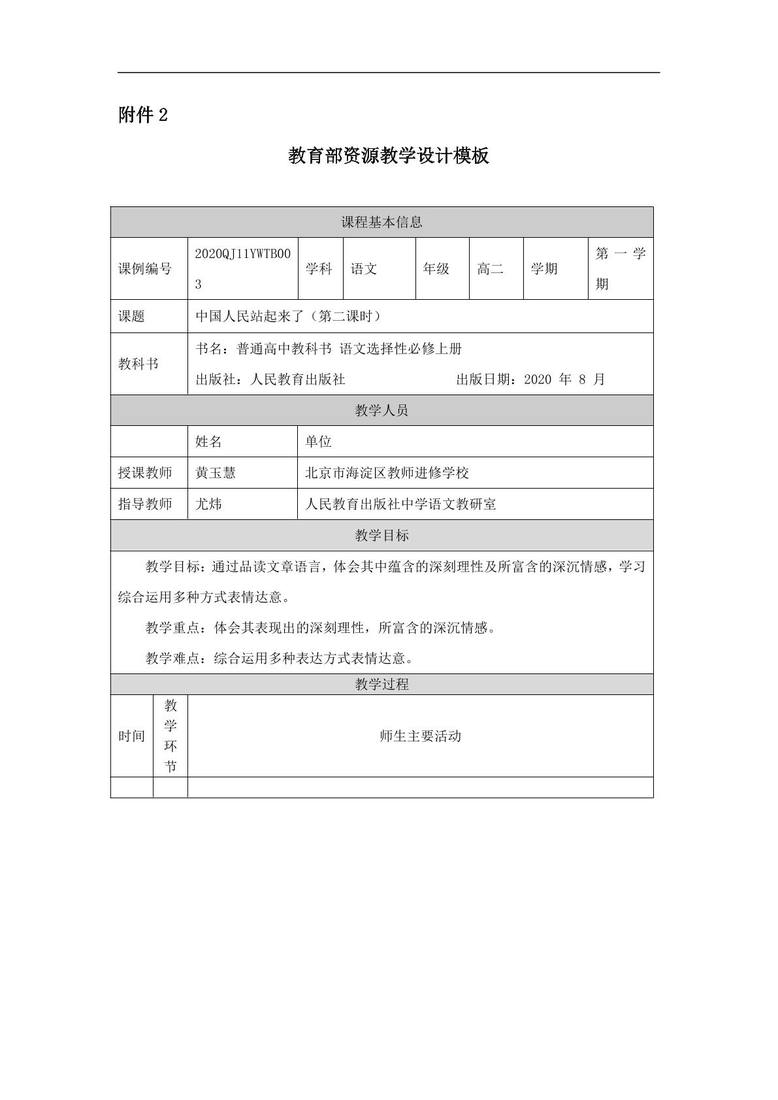 附件 2
教育部资源教学设计模板
课程基本信息
课例编号 2020QJ11YWTB003 学科 语文 年级 高二 学期 第一学期
课题 中国人民站起来了（第二课时）
教科书 书名：普通高中教科书 语文选择性必修上册
出版社：人民教育出版社 出版日期：2020 年 8 月
教学人员
姓名 单位
授课教师 黄玉慧 北京市海淀区教师进修学校
指导教师 尤炜 人民教育出版社中学语文教研室
教学目标
教学目标：通过品读文章语言，体会其中蕴含的深刻理性及所富含的深沉情感，学习
综合运用多种方式表情达意。
教学重点：体会其表现出的深刻理性，所富含的深沉情感。
教学难点：综合运用多种表达方式表情达意。
教学过程
时间 教学环节 师生主要活动